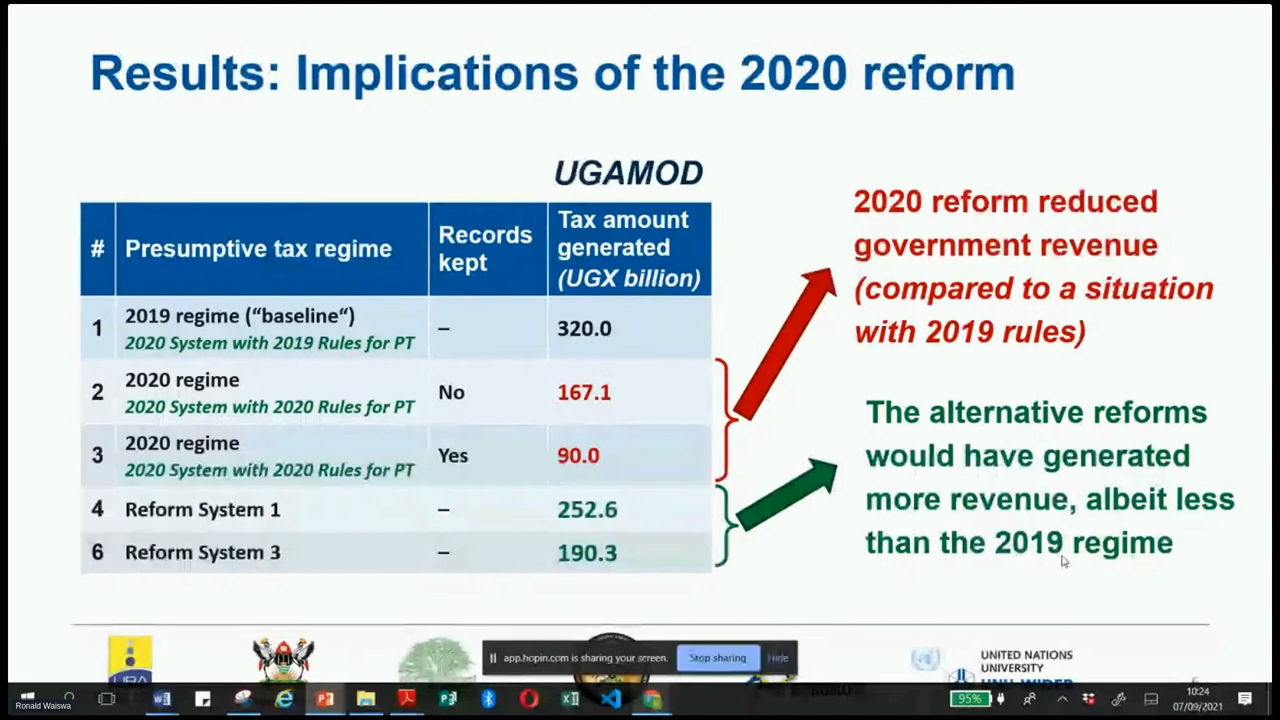 Results: Implications of the 2020 reform
UGAMOD
# Presumptive tax regime Records kept Tax amount generated (UGX billion)
1 2019 regime (“baseline“) – 320.0
2020 System with 2019 Rules for PT
2 2020 regime No 167.1
2020 System with 2020 Rules for PT
3 2020 regime Yes 90.0
2020 System with 2020 Rules for PT
4 Reform System 1 – 252.6
6 Reform System 3 – 190.3
2020 reform reduced
government revenue
(compared to a situation
with 2019 rules)
The alternative reforms
would have generated
more revenue, albeit less
than the 2019 regime
app.hopin.com is sharing your screen. Stop sharing Hide
UNITED NATIONS
UNIVERSITY
UNU-WIDER
95%
10:24
07/09/2021
Ronald Waiswa